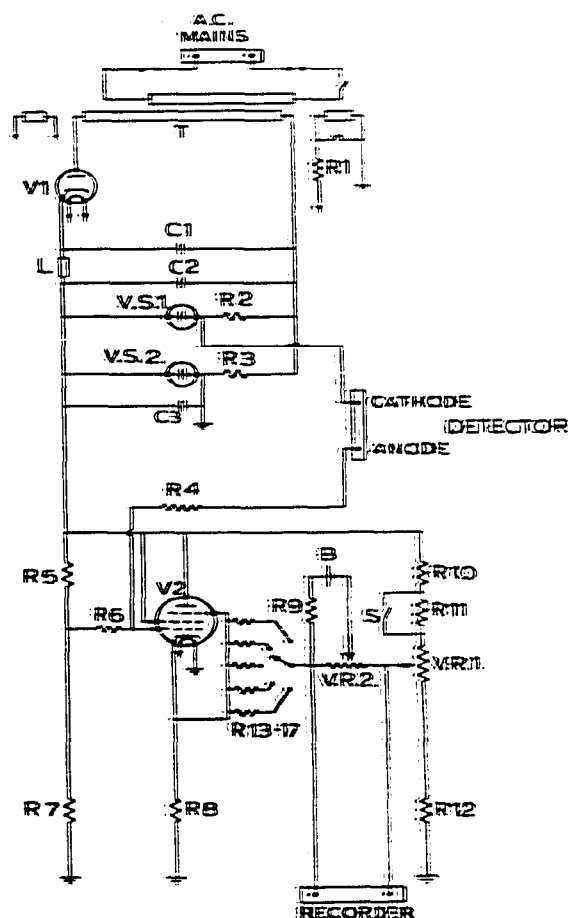 A.C.
MAINS
T
V1
R1
C1
L
C2
V.S.1
R2
V.S.2
R3
C3
CATHODE
DETECTOR
ANODE
R4
R5
V2
B
R10
R6
R9
S
R11
V.R.1.
V.R.2.
R13-17
R7
R8
R12
RECORDER